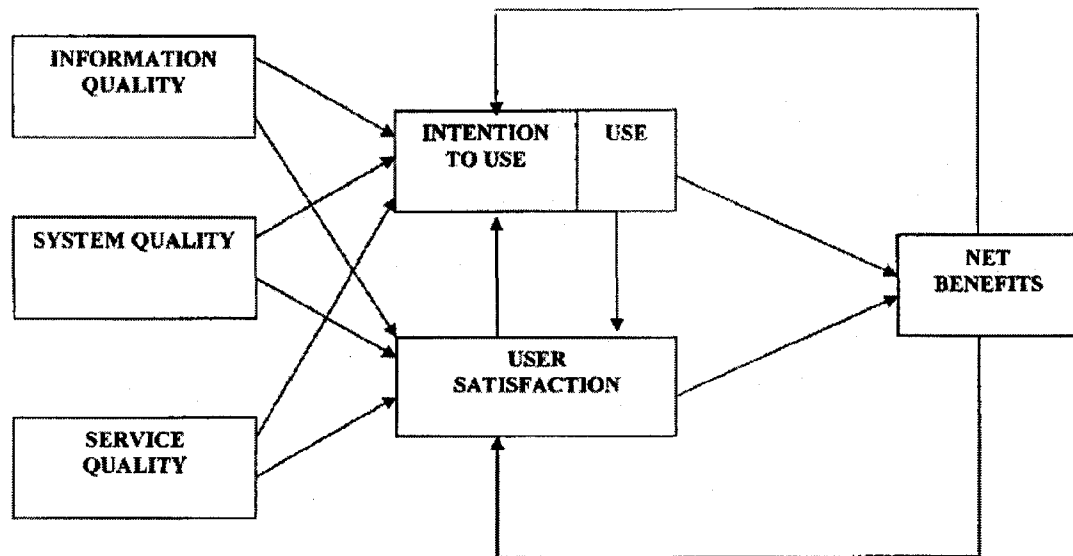 INFORMATION
QUALITY
SYSTEM QUALITY
SERVICE
QUALITY
INTENTION
TO USE
USE
USER
SATISFACTION
NET
BENEFITS